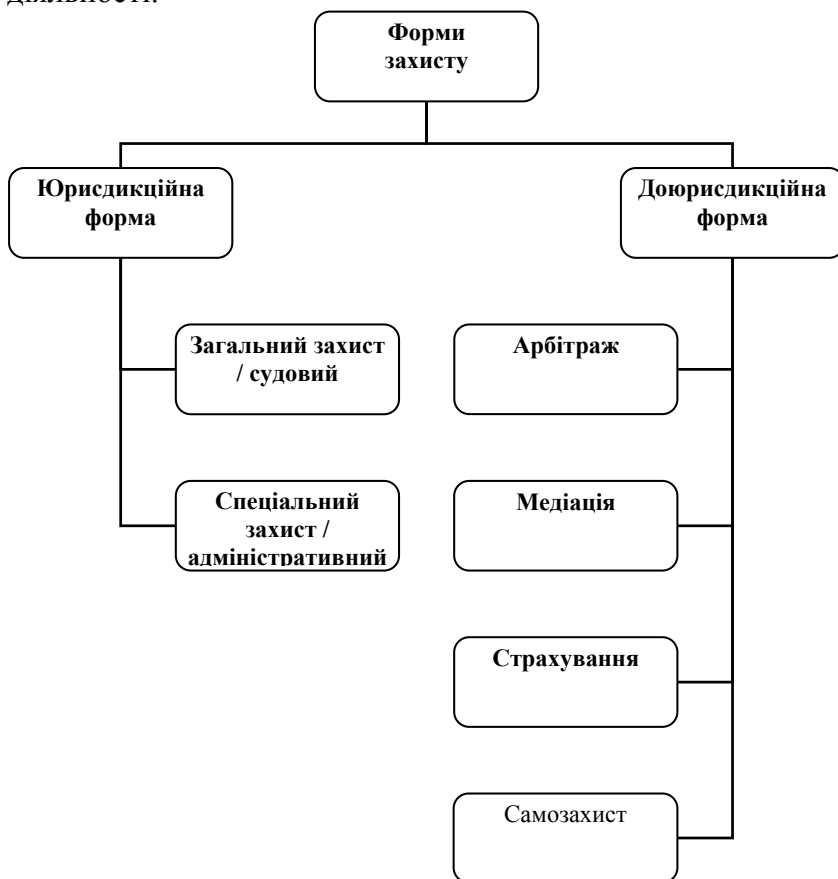 діяльності.
Форми
захисту
Юрисдикційна
форма
Доюрисдикційна
форма
Загальний захист
/ судовий
Арбітраж
Спеціальний
захист /
адміністративний
Медіація
Страхування
Самозахист